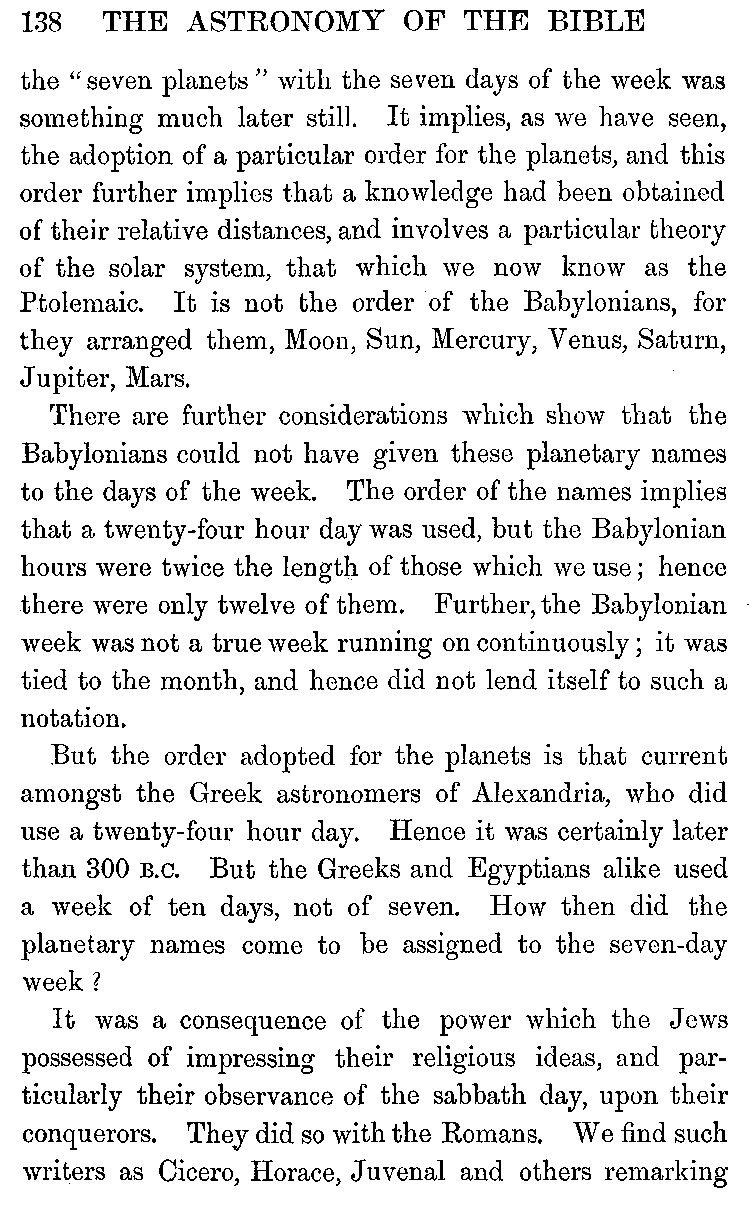 138 THE ASTRONOMY OF THE BIBLE
the “seven planets” with the seven days of the week was
something much later still. It implies, as we have seen,
the adoption of a particular order for the planets, and this
order further implies that a knowledge had been obtained
of their relative distances, and involves a particular theory
of the solar system, that which we now know as the
Ptolemaic. It is not the order of the Babylonians, for
they arranged them, Moon, Sun, Mercury, Venus, Saturn,
Jupiter, Mars.
There are further considerations which show that the
Babylonians could not have given these planetary names
to the days of the week. The order of the names implies
that a twenty-four hour day was used, but the Babylonian
hours were twice the length of those which we use; hence
there were only twelve of them. Further, the Babylonian
week was not a true week running on continuously; it was
tied to the month, and hence did not lend itself to such a
notation.
But the order adopted for the planets is that current
amongst the Greek astronomers of Alexandria, who did
use a twenty-four hour day. Hence it was certainly later
than 300 B.C. But the Greeks and Egyptians alike used
a week of ten days, not of seven. How then did the
planetary names come to be assigned to the seven-day
week?
It was a consequence of the power which the Jews
possessed of impressing their religious ideas, and par-
ticularly their observance of the sabbath day, upon their
conquerors. They did so with the Romans. We find such
writers as Cicero, Horace, Juvenal and others remarking